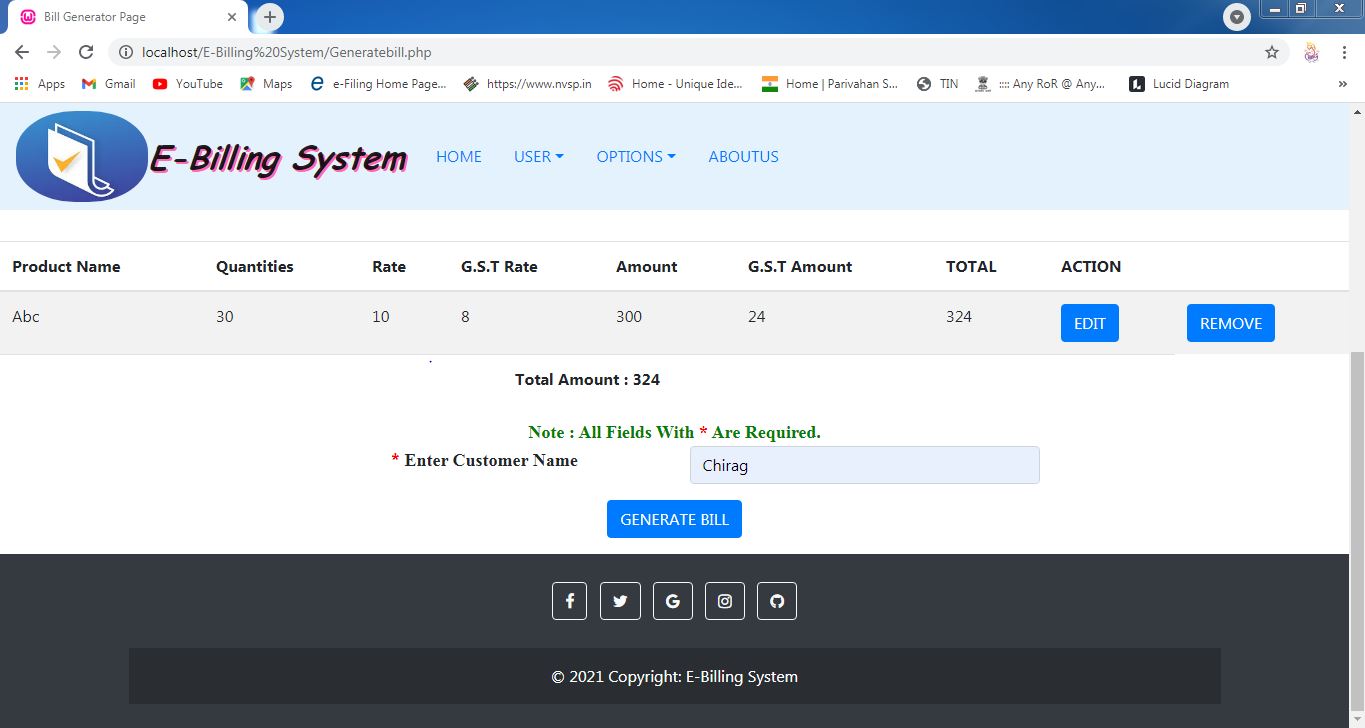 Bill Generator Page
localhost/E-Billing%20System/Generatebill.php
Apps Gmail YouTube Maps e-Filing Home Page... https://www.nvsp.in Home - Unique Ide... Home | Parivahan S... TIN :::: Any RoR @ Any... Lucid Diagram »
E-Billing System HOME USER OPTIONS ABOUTUS
Product Name Quantities Rate G.S.T Rate Amount G.S.T Amount TOTAL ACTION
Abc 30 10 8 300 24 324 EDIT REMOVE
.
Total Amount : 324
Note : All Fields With * Are Required.
* Enter Customer Name Chirag
GENERATE BILL
© 2021 Copyright: E-Billing System